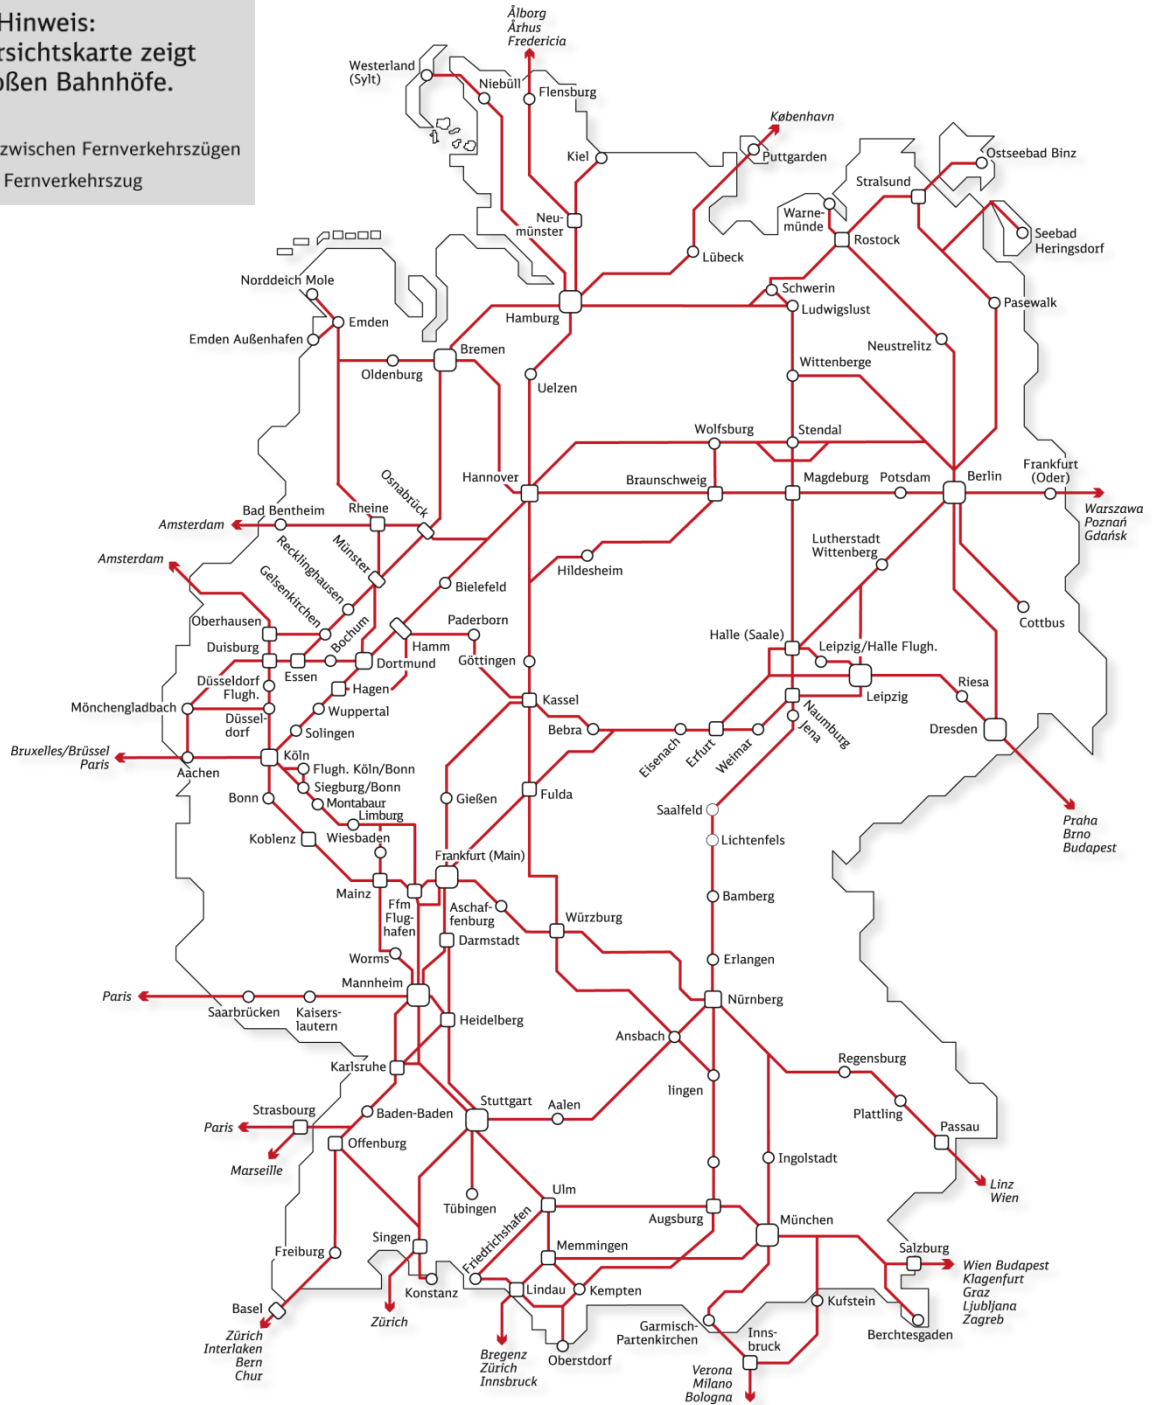 Hinweis:
rsichtskarte zeigt
oßen Bahnhöfe.
zwischen Fernverkehrszügen
Fernverkehrszug
Ålborg
Århus
Fredericia
Westerland
(Sylt)
Niebüll
Flensburg
København
Kiel
Puttgarden
Ostseebad Binz
Stralsund
Neu-
münster
Warne-
münde
Rostock
Seebad
Heringsdorf
Lübeck
Norddeich Mole
Schwerin
Hamburg
Ludwigslust
Pasewalk
Emden
Emden Außenhafen
Bremen
Neustrelitz
Oldenburg
Wittenberge
Uelzen
Wolfsburg
Stendal
Osnabrück
Hannover
Braunschweig
Magdeburg
Potsdam
Berlin
Frankfurt
(Oder)
Warszawa
Poznań
Gdańsk
Bad Bentheim
Rheine
Amsterdam
Amsterdam
Recklinghausen
Münster
Gelsenkirchen
Lutherstadt
Wittenberg
Hildesheim
Bielefeld
Oberhausen
Bochum
Paderborn
Cottbus
Hamm
Halle (Saale)
Leipzig/Halle Flugh.
Duisburg
Essen
Dortmund
Göttingen
Düsseldorf
Flugh.
Hagen
Kassel
Leipzig
Riesa
Mönchengladbach
Düssel-
dorf
Wuppertal
Solingen
Bebra
Eisenach
Erfurt
Weimar
Naumburg
Jena
Dresden
Bruxelles/Brüssel
Paris
Aachen
Köln
Flugh. Köln/Bonn
Siegburg/Bonn
Bonn
Montabaur
Limburg
Gießen
Fulda
Saalfeld
Praha
Brno
Budapest
Koblenz
Wiesbaden
Lichtenfels
Frankfurt (Main)
Mainz
Ffm
Flug-
hafen
Aschaf-
fenburg
Würzburg
Bamberg
Darmstadt
Worms
Erlangen
Mannheim
Paris
Saarbrücken
Kaisers-
lautern
Nürnberg
Heidelberg
Ansbach
Karlsruhe
Regensburg
lingen
Strasbourg
Baden-Baden
Stuttgart
Aalen
Plattling
Paris
Offenburg
Passau
Marseille
Ingolstadt
Linz
Wien
Tübingen
Ulm
Augsburg
München
Friedrichshafen
Singen
Memmingen
Freiburg
Salzburg
Konstanz
Lindau
Kempten
Wien Budapest
Klagenfurt
Graz
Ljubljana
Zagreb
Basel
Zürich
Kufstein
Berchtesgaden
Garmisch-
Partenkirchen
Inns-
bruck
Zürich
Interlaken
Bern
Chur
Bregenz
Zürich
Innsbruck
Oberstdorf
Verona
Milano
Bologna